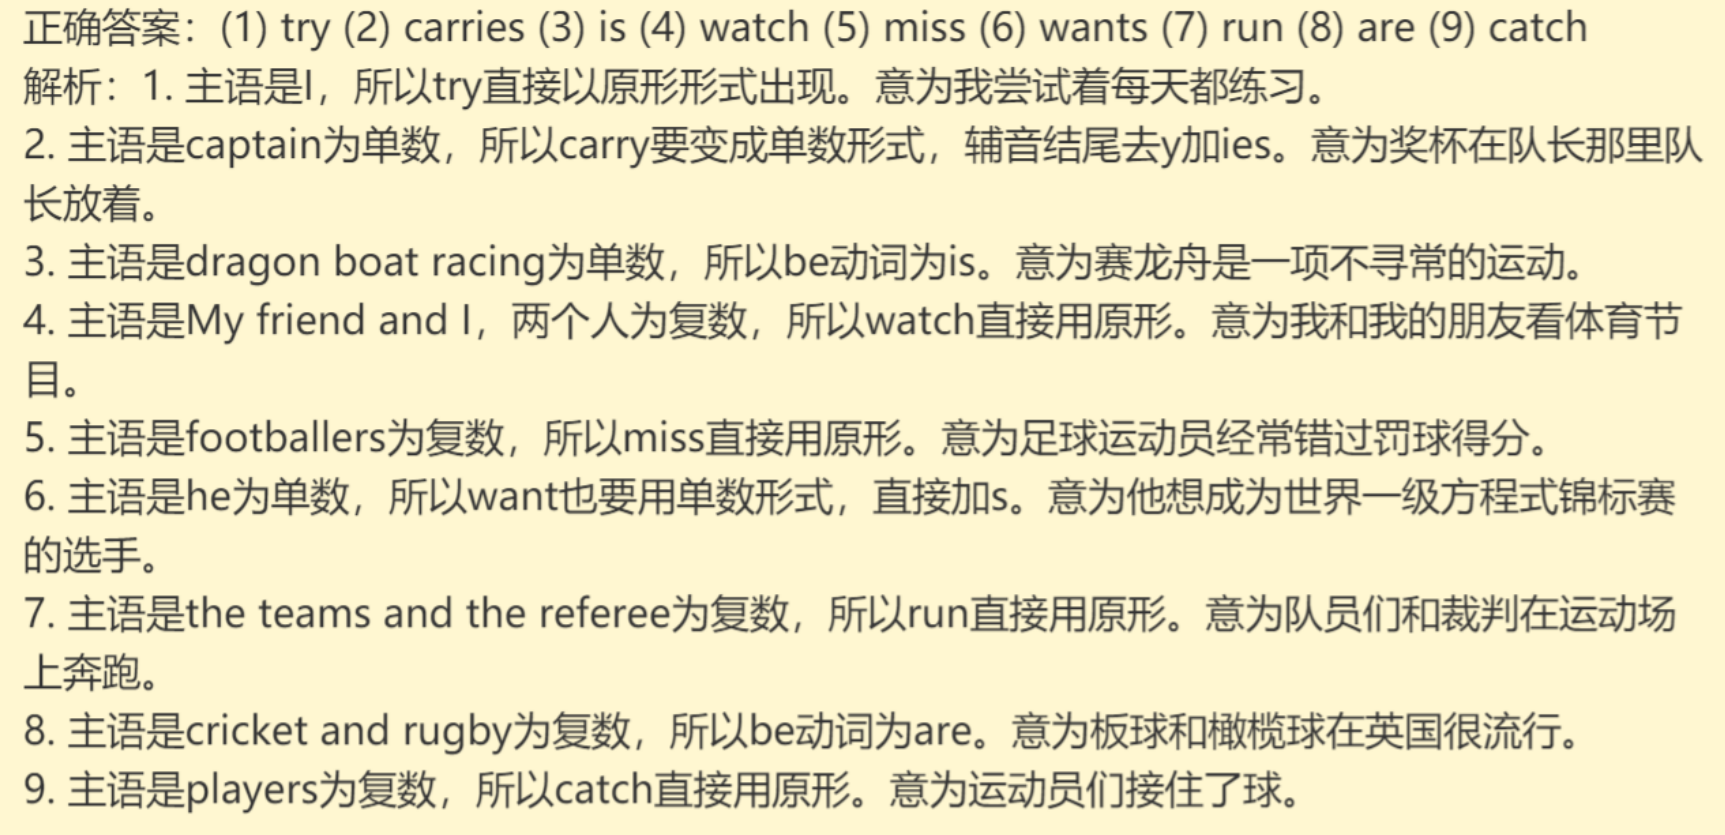 正确答案：(1) try (2) carries (3) is (4) watch (5) miss (6) wants (7) run (8) are (9) catch
解析：1. 主语是I，所以try直接以原形形式出现。意为我尝试着每天都练习。
2. 主语是captain为单数，所以carry要变成单数形式，辅音结尾去y加ies。意为奖杯在队长那里队
长放着。
3. 主语是dragon boat racing为单数，所以be动词为is。意为赛龙舟是一项不寻常的运动。
4. 主语是My friend and I，两个人为复数，所以watch直接用原形。意为我和我的朋友看体育节
目。
5. 主语是footballers为复数，所以miss直接用原形。意为足球运动员经常错过罚球得分。
6. 主语是he为单数，所以want也要用单数形式，直接加s。意为他想成为世界一级方程式锦标赛
的选手。
7. 主语是the teams and the referee为复数，所以run直接用原形。意为队员们和裁判在运动场
上奔跑。
8. 主语是cricket and rugby为复数，所以be动词为are。意为板球和橄榄球在英国很流行。
9. 主语是players为复数，所以catch直接用原形。意为运动员们接住了球。